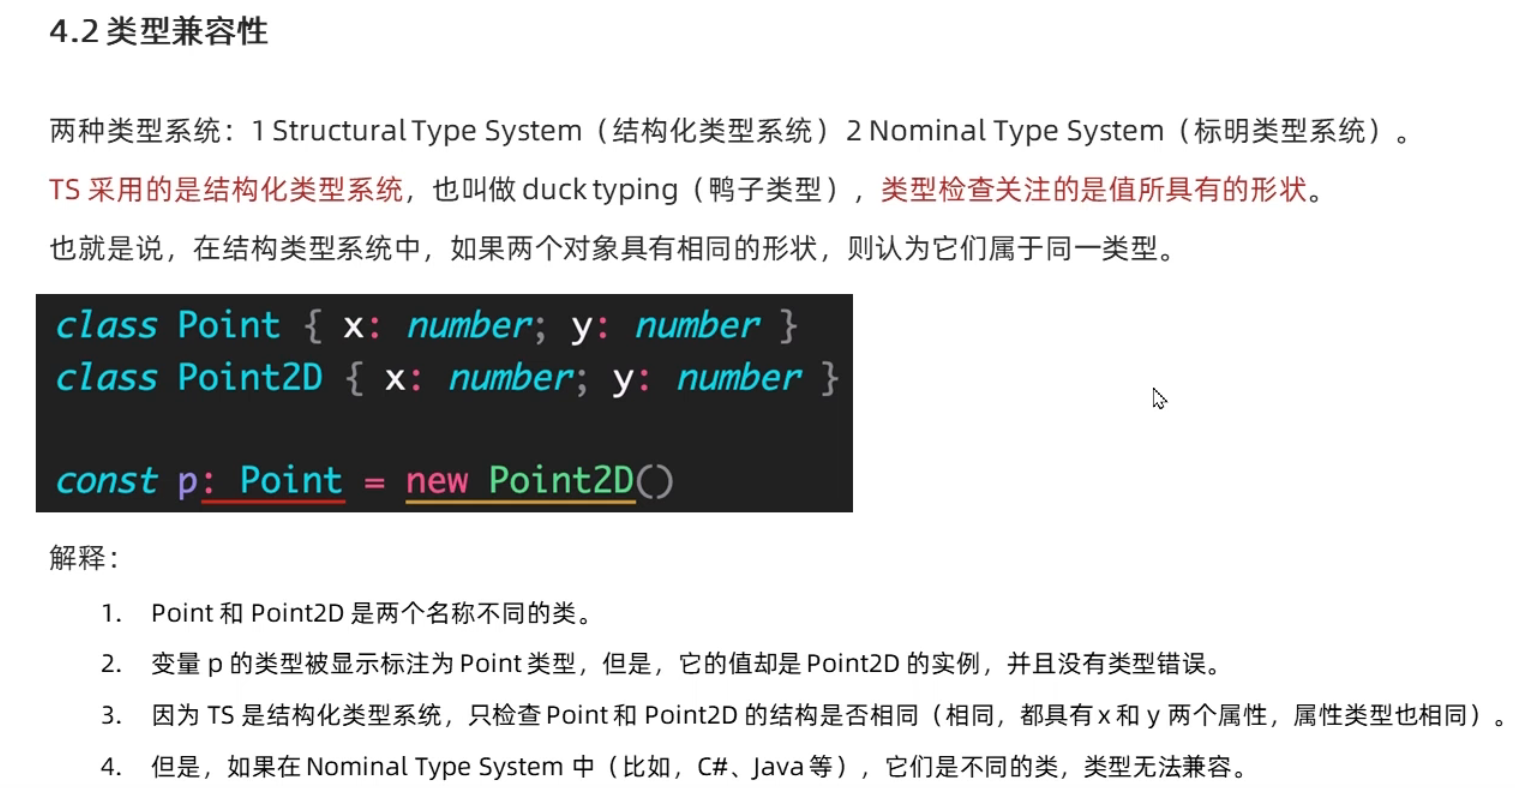 4.2 类型兼容性
两种类型系统：1 Structural Type System（结构化类型系统）2 Nominal Type System（标明类型系统）。
TS 采用的是结构化类型系统，也叫做 duck typing（鸭子类型），类型检查关注的是值所具有的形状。
也就是说，在结构类型系统中，如果两个对象具有相同的形状，则认为它们属于同一类型。
class Point { x: number; y: number }
class Point2D { x: number; y: number }
const p: Point = new Point2D()
解释：
1. Point 和 Point2D 是两个名称不同的类。
2. 变量 p 的类型被显示标注为 Point 类型，但是，它的值却是 Point2D 的实例，并且没有类型错误。
3. 因为 TS 是结构化类型系统，只检查 Point 和 Point2D 的结构是否相同（相同，都具有 x 和 y 两个属性，属性类型也相同）。
4. 但是，如果在 Nominal Type System 中（比如，C#、Java 等），它们是不同的类，类型无法兼容。